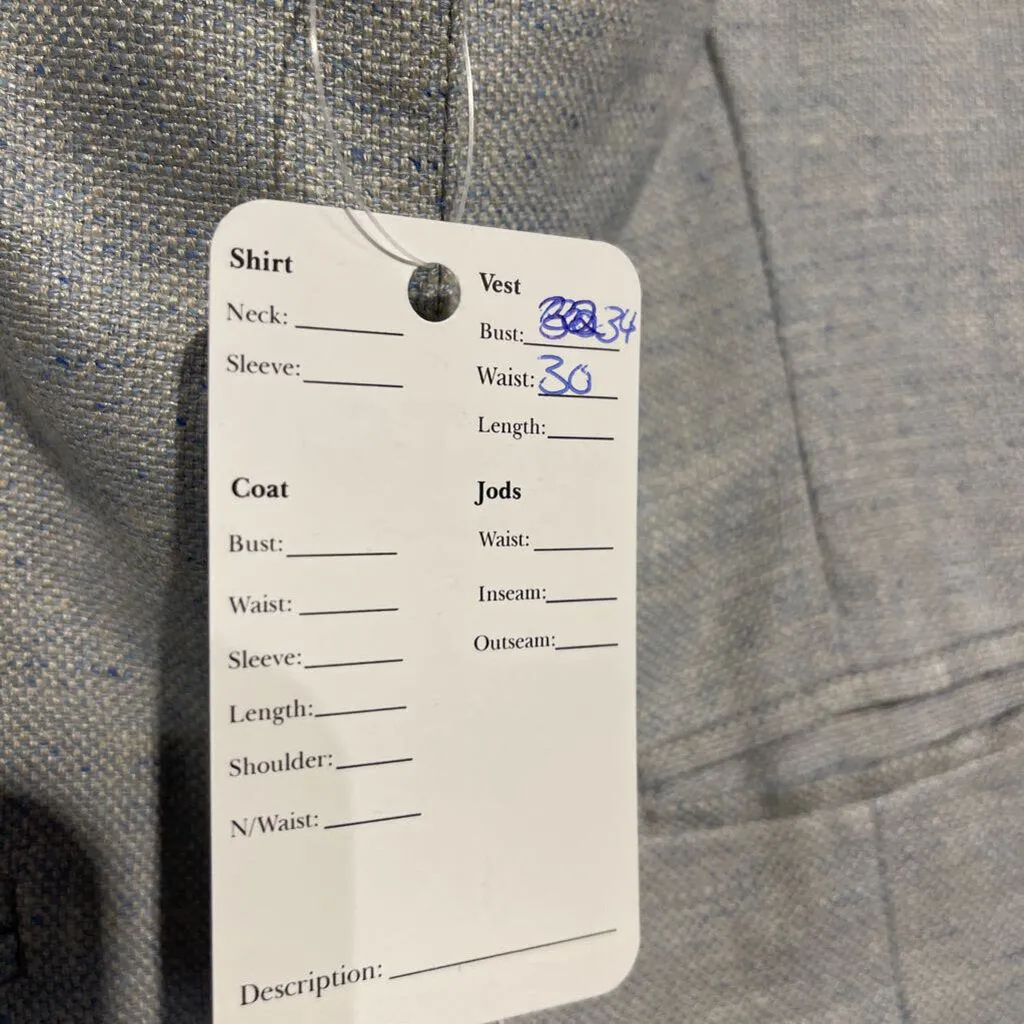 Shirt
Neck:
Sleeve:
Vest
Bust: 34
Waist: 30
Length:
Coat
Bust:
Waist:
Sleeve:
Length:
Shoulder:
N/Waist:
Jods
Waist:
Inseam:
Outseam:
Description: